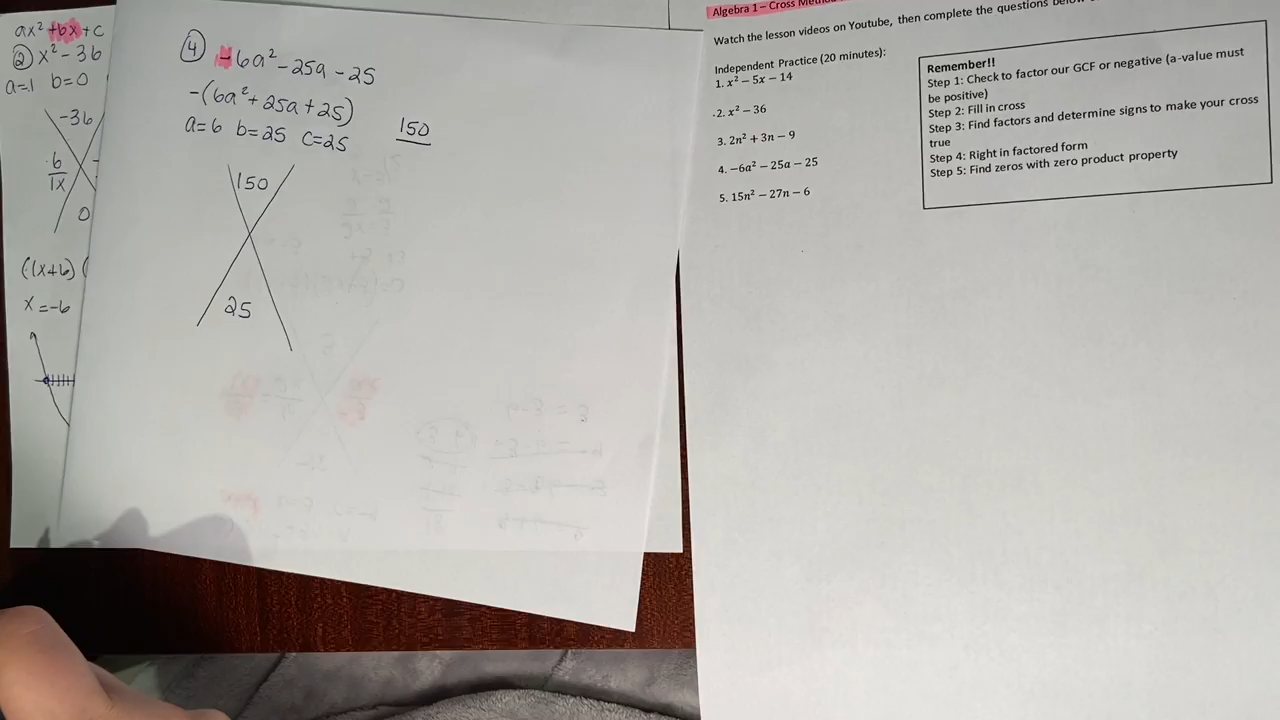 ax² +bx+c
② x² - 36
a=1 b=0
-36
6
1x
0
(1x+6) (
x = -6
④ -6a² - 25a - 25
-(6a² + 25a + 25)
a=6 b=25 c=25
150
150
25
Algebra 1 – Cross
Watch the lesson videos on Youtube, then complete the questions below
Independent Practice (20 minutes):
1. x² − 5x − 14
2. x² − 36
3. 2n² + 3n − 9
4. −6a² − 25a − 25
5. 15n² − 27n − 6
Remember!!
Step 1: Check to factor our GCF or negative (a-value must
be positive)
Step 2: Fill in cross
Step 3: Find factors and determine signs to make your cross
true
Step 4: Right in factored form
Step 5: Find zeros with zero product property